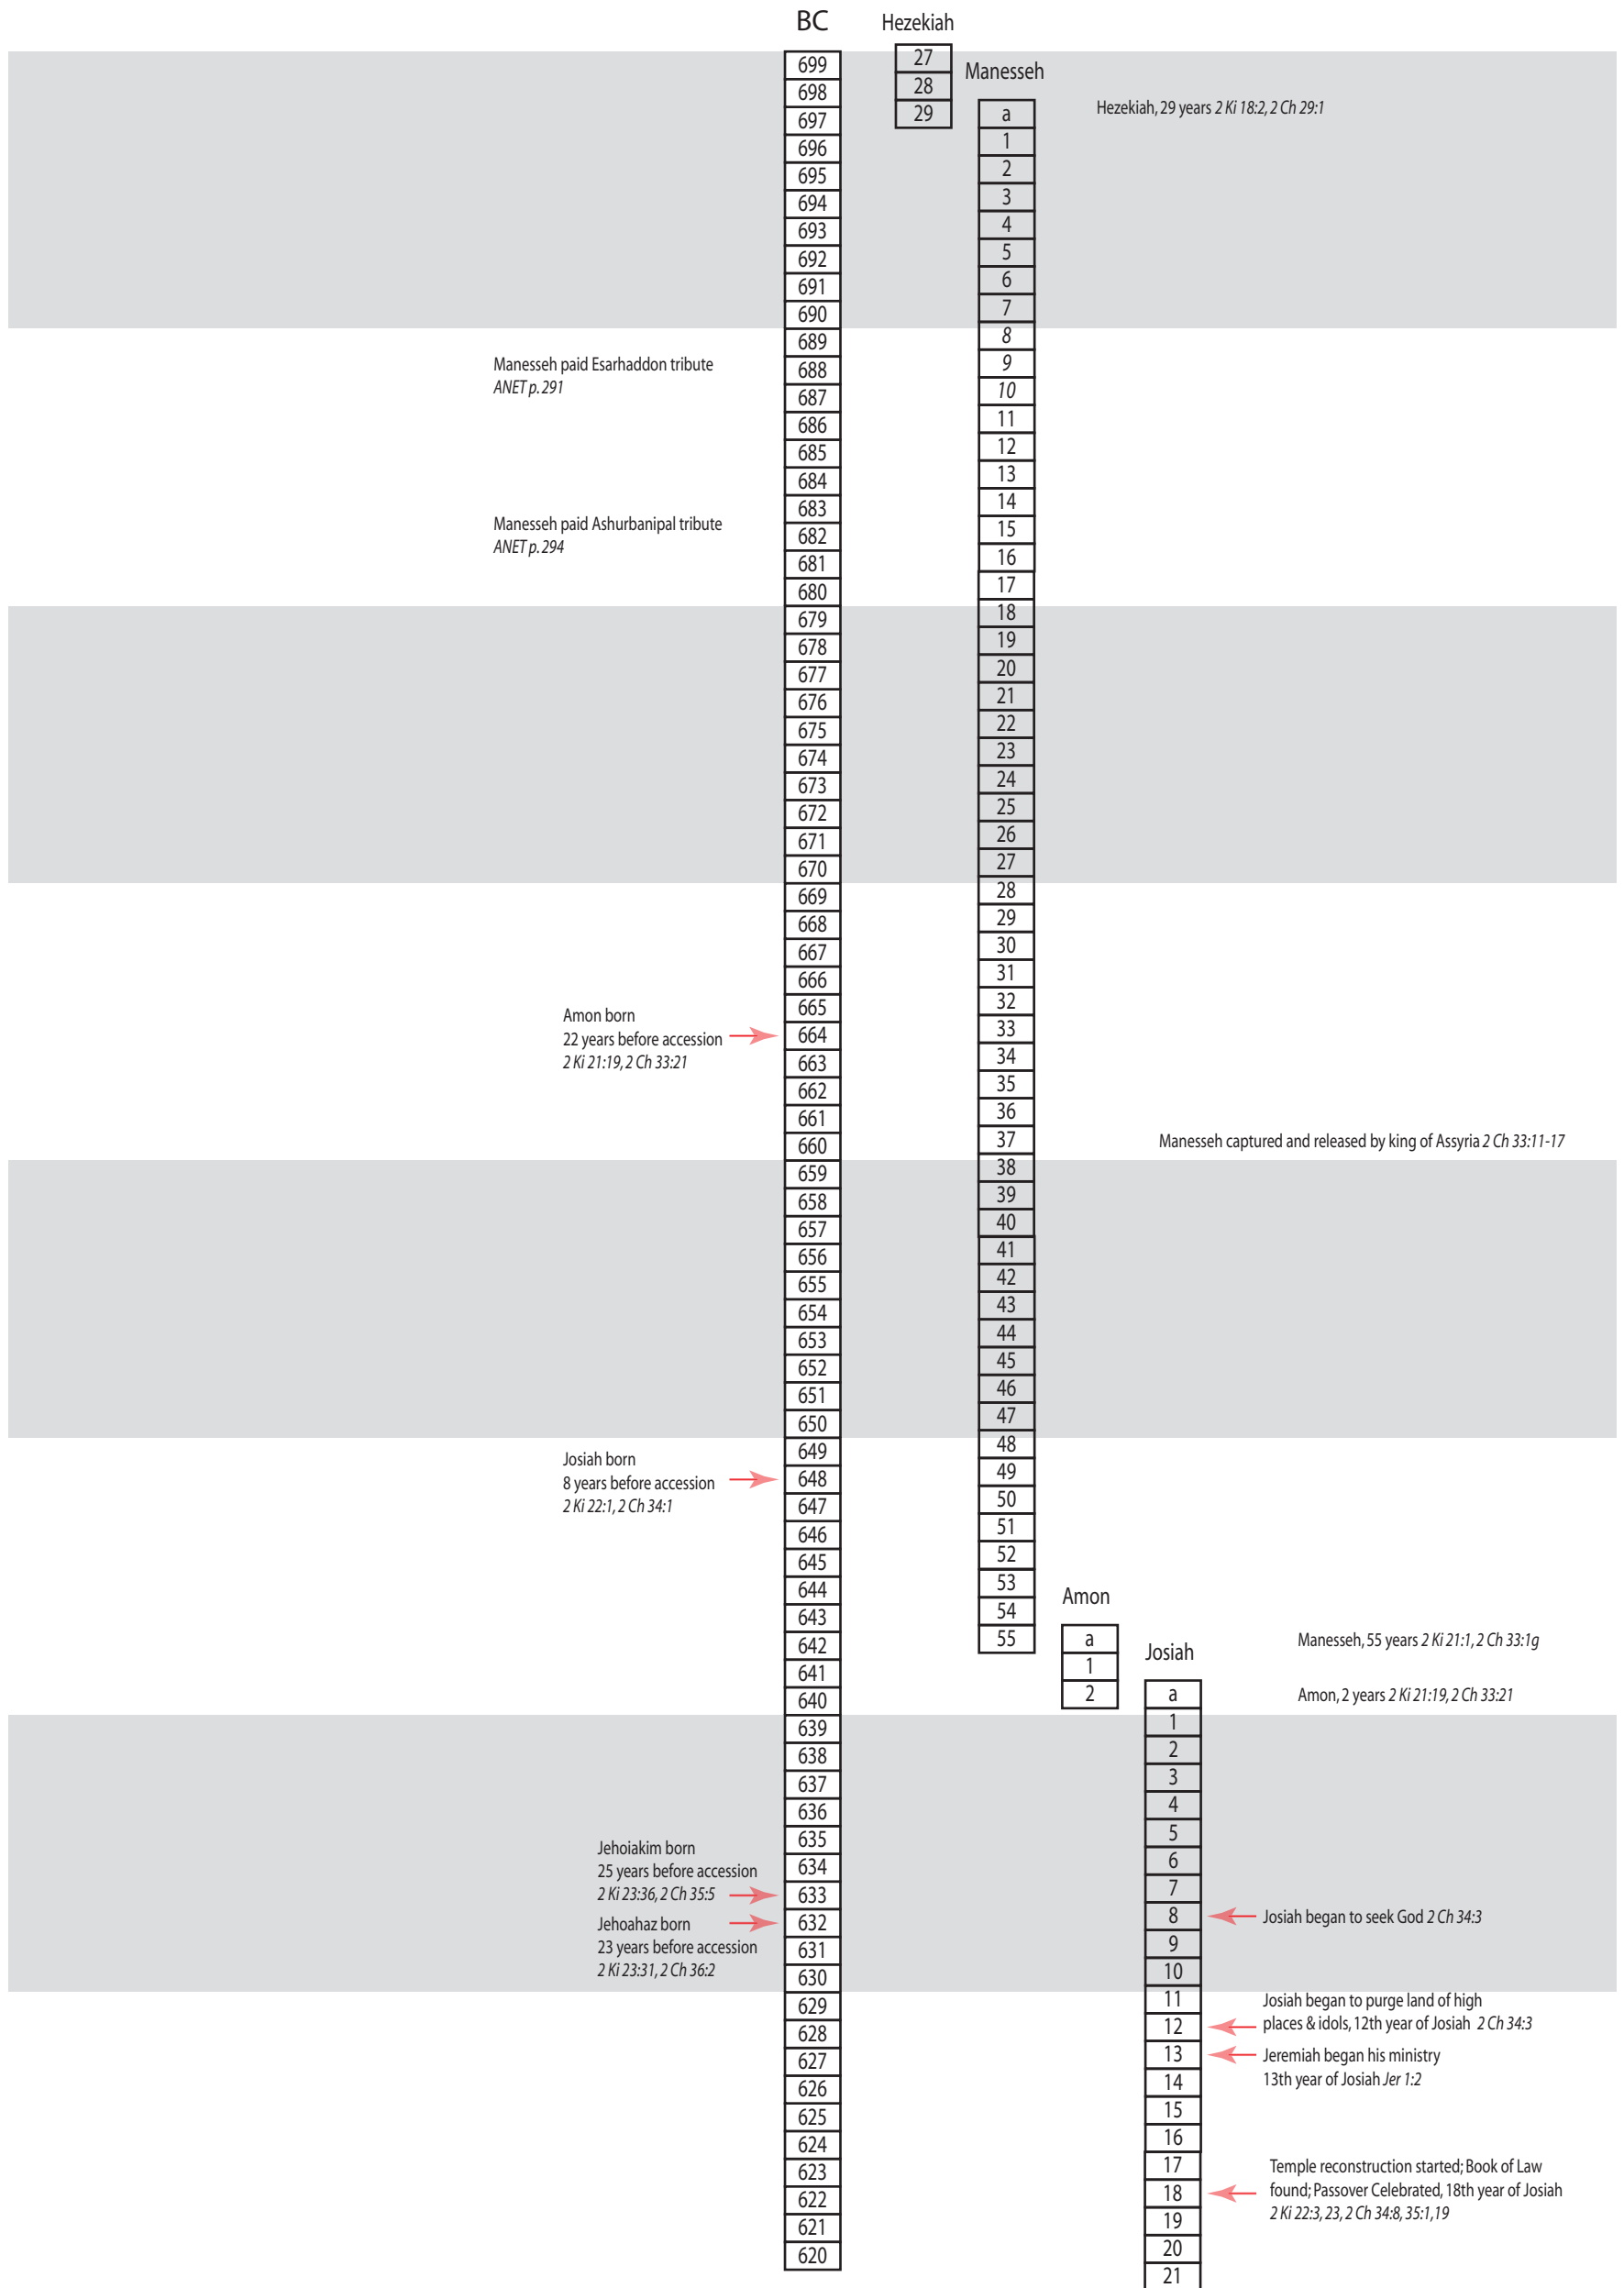 BC Hezekiah
699 27
Manesseh
698 28
697 29 a Hezekiah, 29 years 2 Ki 18:2, 2 Ch 29:1
696 1
695 2
694 3
693 4
692 5
691 6
690 7
689 8
Manesseh paid Esarhaddon tribute 688 9
ANET p. 291 687 10
686 11
685 12
684 13
683 14
Manesseh paid Ashurbanipal tribute 682 15
ANET p. 294
681 16
680 17
679 18
678 19
677 20
676 21
675 22
674 23
673 24
672 25
671 26
670 27
669 28
668 29
667 30
666 31
665 32
Amon born
22 years before accession 664 33
2 Ki 21:19, 2 Ch 33:21 663 34
662 35
661 36
660 37 Manesseh captured and released by king of Assyria 2 Ch 33:11-17
659 38
658 39
657 40
656 41
655 42
654 43
653 44
652 45
651 46
650 47
649 48
Josiah born
8 years before accession 648 49
2 Ki 22:1, 2 Ch 34:1 647 50
646 51
645 52
644 53
Amon
643 54
642 55 a Manesseh, 55 years 2 Ki 21:1, 2 Ch 33:1g
Josiah
641 1
640 2 a Amon, 2 years 2 Ki 21:19, 2 Ch 33:21
639 1
638 2
637 3
636 4
635 5
Jehoiakim born
25 years before accession 634 6
2 Ki 23:36, 2 Ch 35:5 633 7
Jehoahaz born 632 8 Josiah began to seek God 2 Ch 34:3
23 years before accession 631 9
2 Ki 23:31, 2 Ch 36:2 630 10
629 11 Josiah began to purge land of high
628 12 places & idols, 12th year of Josiah 2 Ch 34:3
627 13 Jeremiah began his ministry
626 14 13th year of Josiah Jer 1:2
625 15
624 16
623 17 Temple reconstruction started; Book of Law
622 18 found; Passover Celebrated, 18th year of Josiah
2 Ki 22:3, 23, 2 Ch 34:8, 35:1,19
621 19
620 20
21